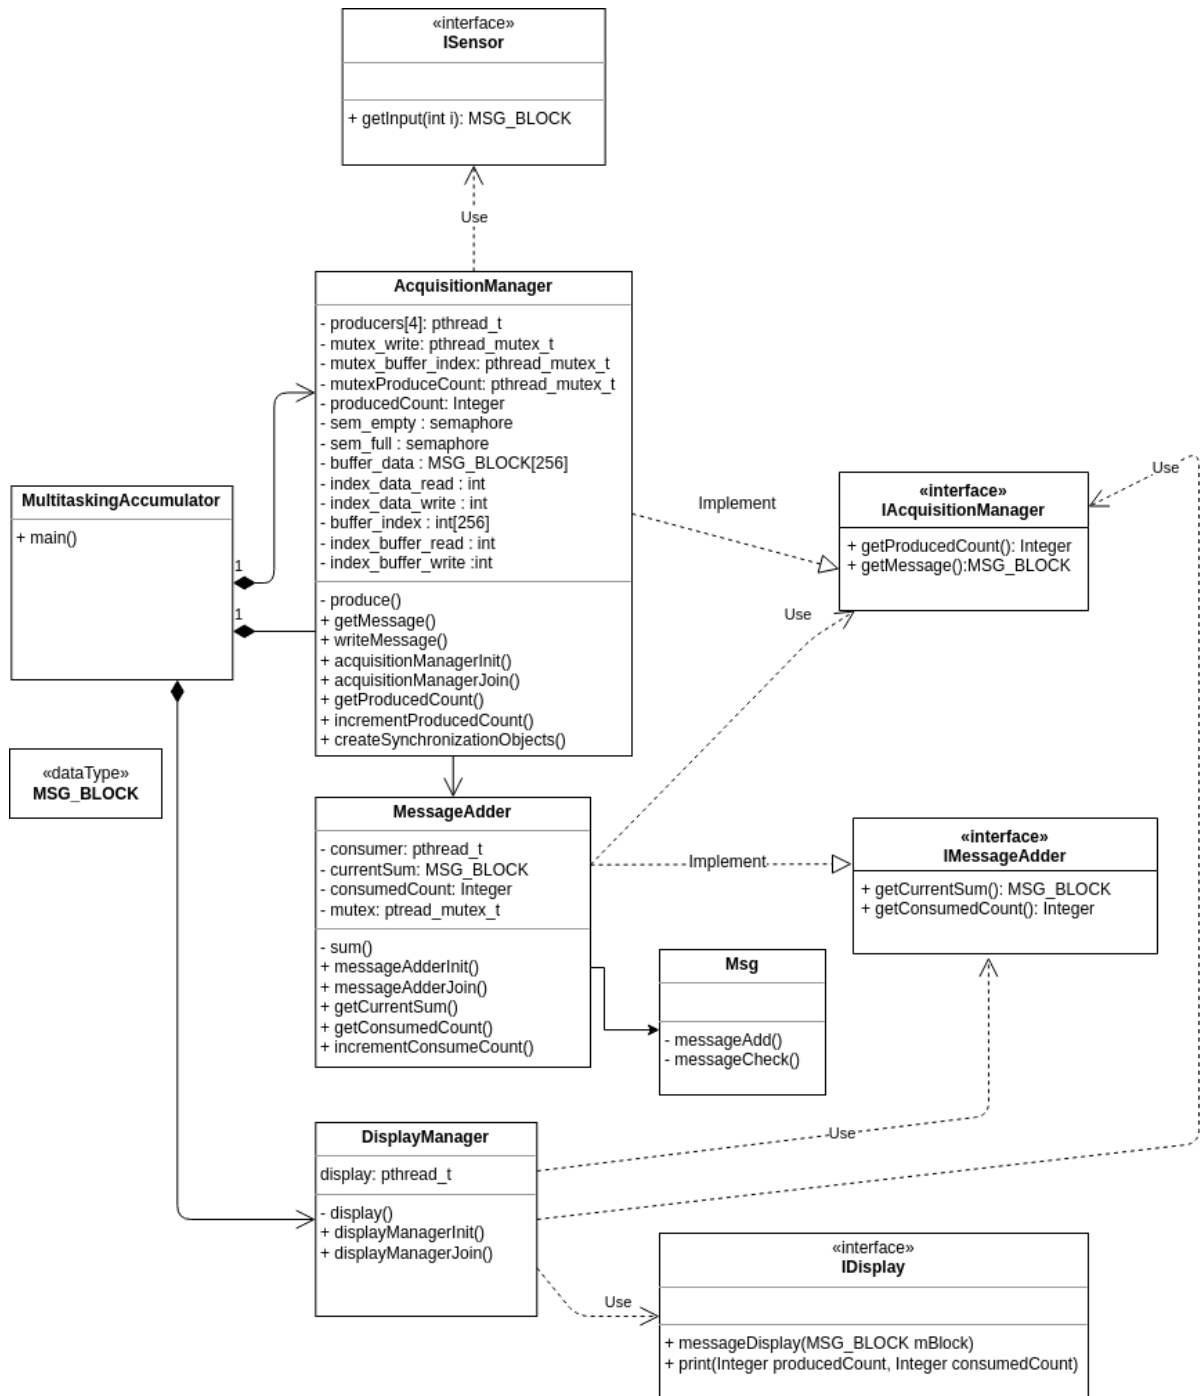 «interface»
ISensor
+ getInput(int i): MSG_BLOCK
Use
AcquisitionManager
- producers[4]: pthread_t
- mutex_write: pthread_mutex_t
- mutex_buffer_index: pthread_mutex_t
- mutexProduceCount: pthread_mutex_t
- producedCount: Integer
- sem_empty : semaphore
- sem_full : semaphore
- buffer_data : MSG_BLOCK[256]
- index_data_read : int
- index_data_write : int
- buffer_index : int[256]
- index_buffer_read : int
- index_buffer_write :int
- produce()
+ getMessage()
+ writeMessage()
+ acquisitionManagerInit()
+ acquisitionManagerJoin()
+ getProducedCount()
+ incrementProducedCount()
+ createSynchronizationObjects()
MultitaskingAccumulator
+ main()
1
1
Implement
Use
«interface»
IAcquisitionManager
+ getProducedCount(): Integer
+ getMessage():MSG_BLOCK
Use
«dataType»
MSG_BLOCK
MessageAdder
- consumer: pthread_t
- currentSum: MSG_BLOCK
- consumedCount: Integer
- mutex: ptread_mutex_t
- sum()
+ messageAdderInit()
+ messageAdderJoin()
+ getCurrentSum()
+ getConsumedCount()
+ incrementConsumeCount()
Implement
«interface»
IMessageAdder
+ getCurrentSum(): MSG_BLOCK
+ getConsumedCount(): Integer
Msg
- messageAdd()
- messageCheck()
DisplayManager
display: pthread_t
- display()
+ displayManagerInit()
+ displayManagerJoin()
Use
Use
«interface»
IDisplay
+ messageDisplay(MSG_BLOCK mBlock)
+ print(Integer producedCount, Integer consumedCount)